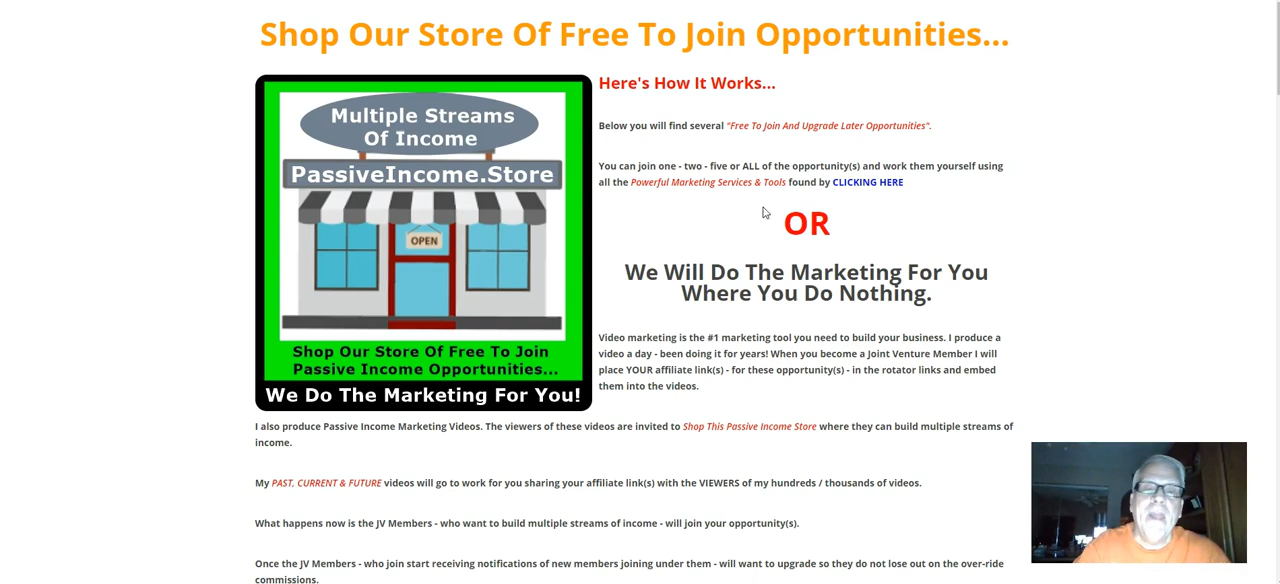 Shop Our Store Of Free To Join Opportunities...
Multiple Streams
Of Income
PassiveIncome.Store
OPEN
Shop Our Store Of Free To Join
Passive Income Opportunities...
We Do The Marketing For You!
Here's How It Works...
Below you will find several "Free To Join And Upgrade Later Opportunities".
You can join one - two - five or ALL of the opportunity(s) and work them yourself using
all the Powerful Marketing Services & Tools found by CLICKING HERE
OR
We Will Do The Marketing For You
Where You Do Nothing.
Video marketing is the #1 marketing tool you need to build your business. I produce a
video a day - been doing it for years! When you become a Joint Venture Member I will
place YOUR affiliate link(s) - for these opportunity(s) - in the rotator links and embed
them into the videos.
I also produce Passive Income Marketing Videos. The viewers of these videos are invited to Shop This Passive Income Store where they can build multiple streams of
income.
My PAST, CURRENT & FUTURE videos will go to work for you sharing your affiliate link(s) with the VIEWERS of my hundreds / thousands of videos.
What happens now is the JV Members - who want to build multiple streams of income - will join your opportunity(s).
Once the JV Members - who join start receiving notifications of new members joining under them - will want to upgrade so they do not lose out on the over-ride
commissions.